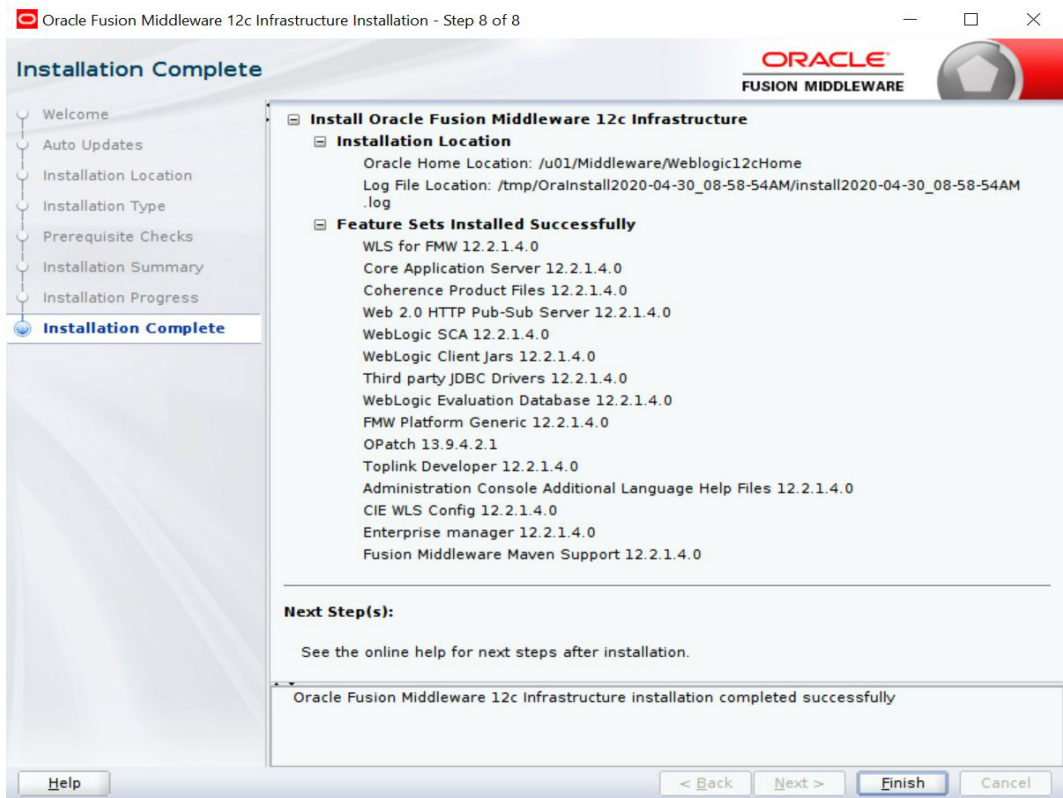 Oracle Fusion Middleware 12c Infrastructure Installation - Step 8 of 8
Installation Complete
ORACLE
FUSION MIDDLEWARE
Welcome
Auto Updates
Installation Location
Installation Type
Prerequisite Checks
Installation Summary
Installation Progress
Installation Complete
Install Oracle Fusion Middleware 12c Infrastructure
Installation Location
Oracle Home Location: /u01/Middleware/Weblogic12cHome
Log File Location: /tmp/OraInstall2020-04-30_08-58-54AM/install2020-04-30_08-58-54AM
.log
Feature Sets Installed Successfully
WLS for FMW 12.2.1.4.0
Core Application Server 12.2.1.4.0
Coherence Product Files 12.2.1.4.0
Web 2.0 HTTP Pub-Sub Server 12.2.1.4.0
WebLogic SCA 12.2.1.4.0
WebLogic Client Jars 12.2.1.4.0
Third party JDBC Drivers 12.2.1.4.0
WebLogic Evaluation Database 12.2.1.4.0
FMW Platform Generic 12.2.1.4.0
OPatch 13.9.4.2.1
Toplink Developer 12.2.1.4.0
Administration Console Additional Language Help Files 12.2.1.4.0
CIE WLS Config 12.2.1.4.0
Enterprise manager 12.2.1.4.0
Fusion Middleware Maven Support 12.2.1.4.0
Next Step(s):
See the online help for next steps after installation.
Oracle Fusion Middleware 12c Infrastructure installation completed successfully
Help
< Back
Next >
Finish
Cancel